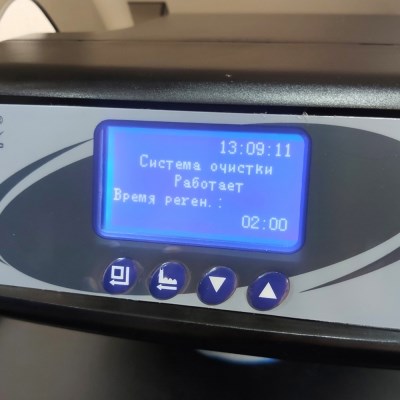 13:09:11
Система очистки
Работает
Время реген.:
02:00